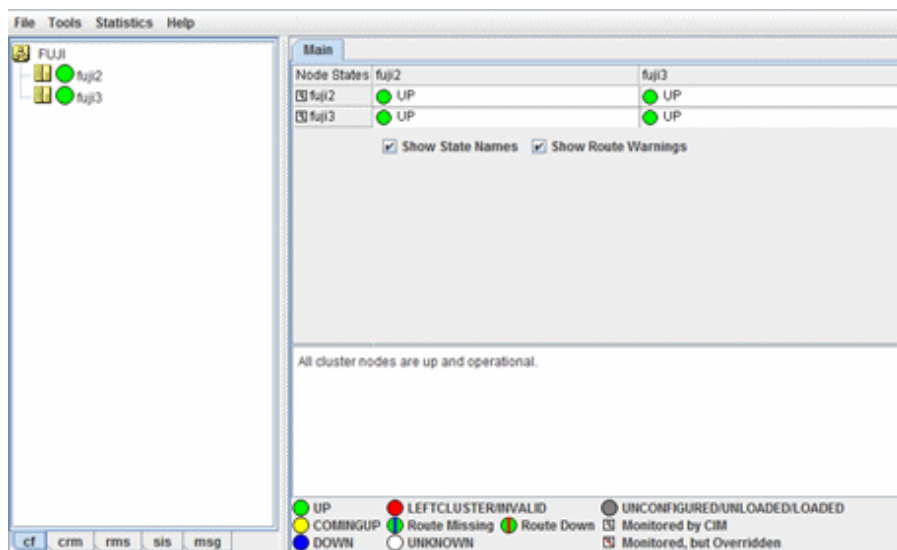 File Tools Statistics Help
FUJI
fuji2
fuji3
Main
Node States fuji2 fuji3
fuji2 UP UP
fuji3 UP UP
Show State Names Show Route Warnings
All cluster nodes are up and operational.
UP LEFTCLUSTER/INVALID UNCONFIGURED/UNLOADED/LOADED
COMINGUP Route Missing Route Down Monitored by CIM
DOWN UNKNOWN Monitored, but Overridden
cf crm rms sis msg